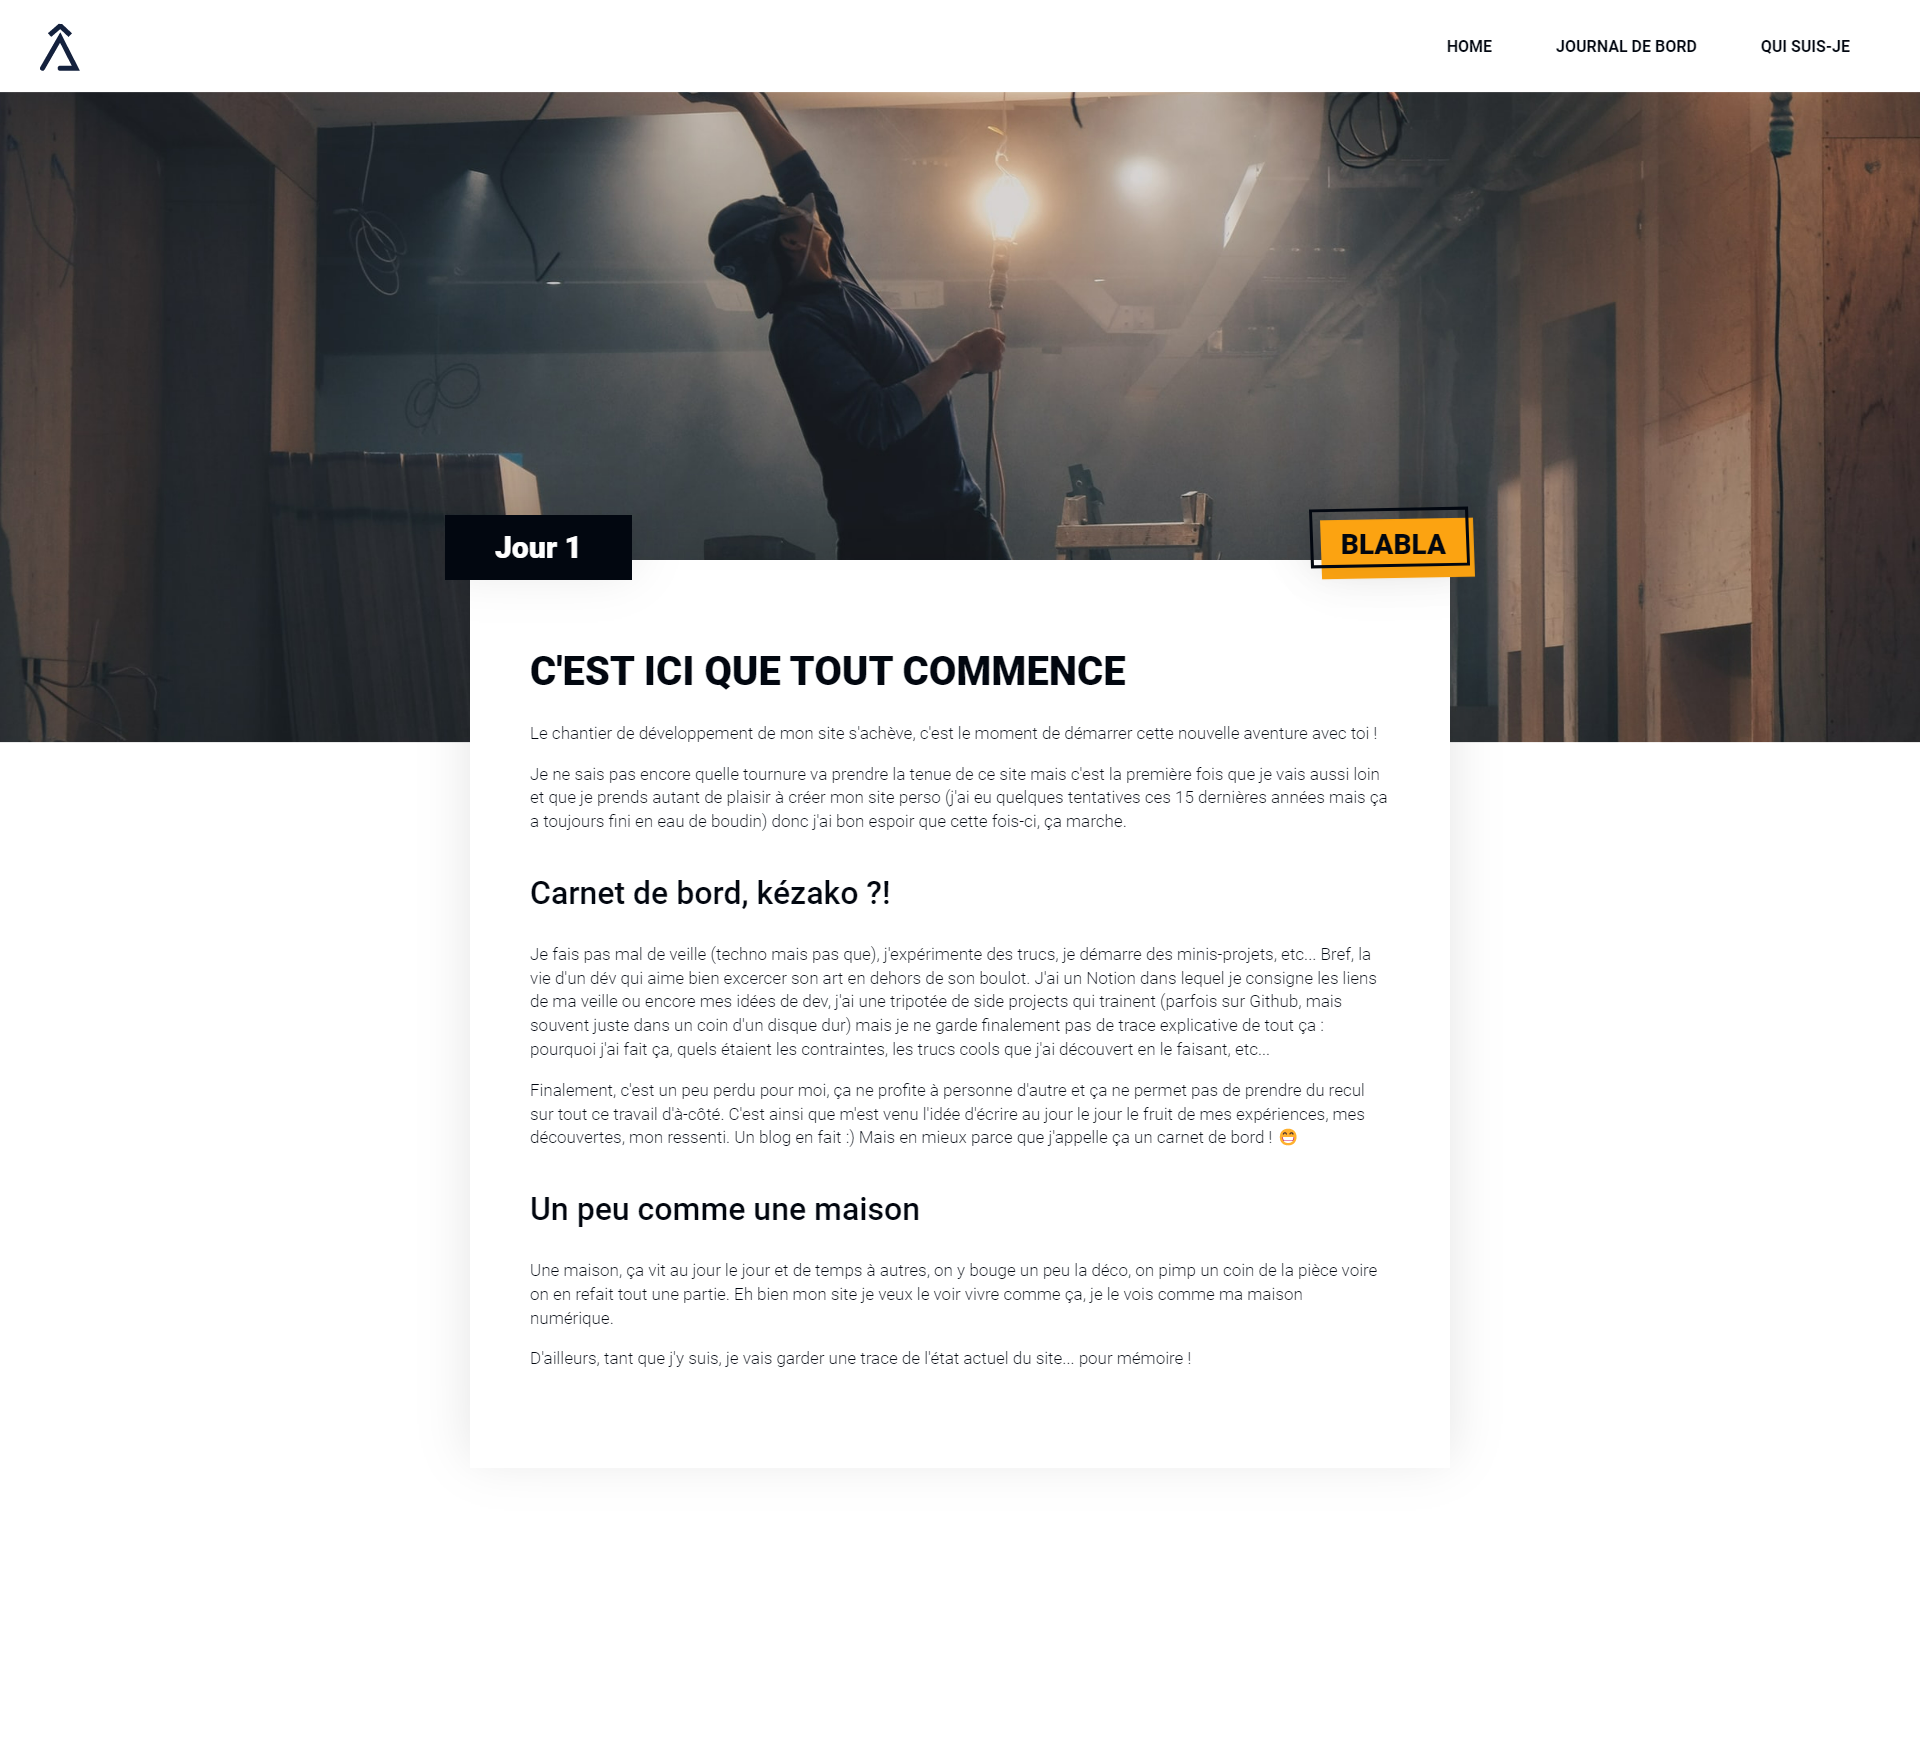 HOME
JOURNAL DE BORD
QUI SUIS-JE
Jour 1
BLABLA
C'EST ICI QUE TOUT COMMENCE
Le chantier de développement de mon site s'achève, c'est le moment de démarrer cette nouvelle aventure avec toi !
Je ne sais pas encore quelle tournure va prendre la tenue de ce site mais c'est la première fois que je vais aussi loin
et que je prends autant de plaisir à créer mon site perso (j'ai eu quelques tentatives ces 15 dernières années mais ça
a toujours fini en eau de boudin) donc j'ai bon espoir que cette fois-ci, ça marche.
Carnet de bord, kézako ?!
Je fais pas mal de veille (techno mais pas que), j'expérimente des trucs, je démarre des minis-projets, etc... Bref, la
vie d'un dév qui aime bien excercer son art en dehors de son boulot. J'ai un Notion dans lequel je consigne les liens
de ma veille ou encore mes idées de dev, j'ai une tripotée de side projects qui trainent (parfois sur Github, mais
souvent juste dans un coin d'un disque dur) mais je ne garde finalement pas de trace explicative de tout ça :
pourquoi j'ai fait ça, quels étaient les contraintes, les trucs cools que j'ai découvert en le faisant, etc...
Finalement, c'est un peu perdu pour moi, ça ne profite à personne d'autre et ça ne permet pas de prendre du recul
sur tout ce travail d'à-côté. C'est ainsi que m'est venu l'idée d'écrire au jour le jour le fruit de mes expériences, mes
découvertes, mon ressenti. Un blog en fait :) Mais en mieux parce que j'appelle ça un carnet de bord ! 😁
Un peu comme une maison
Une maison, ça vit au jour le jour et de temps à autres, on y bouge un peu la déco, on pimp un coin de la pièce voire
on en refait tout une partie. Eh bien mon site je veux le voir vivre comme ça, je le vois comme ma maison
numérique.
D'ailleurs, tant que j'y suis, je vais garder une trace de l'état actuel du site... pour mémoire !